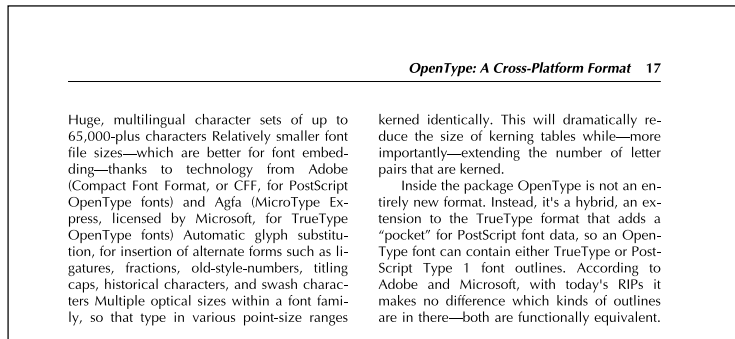 OpenType: A Cross-Platform Format 17
Huge, multilingual character sets of up to
65,000-plus characters Relatively smaller font
file sizes—which are better for font embed-
ding—thanks to technology from Adobe
(Compact Font Format, or CFF, for PostScript
OpenType fonts) and Agfa (MicroType Ex-
press, licensed by Microsoft, for TrueType
OpenType fonts) Automatic glyph substitu-
tion, for insertion of alternate forms such as li-
gatures, fractions, old-style-numbers, titling
caps, historical characters, and swash charac-
ters Multiple optical sizes within a font fami-
ly, so that type in various point-size ranges
kerned identically. This will dramatically re-
duce the size of kerning tables while—more
importantly—extending the number of letter
pairs that are kerned.
Inside the package OpenType is not an en-
tirely new format. Instead, it's a hybrid, an ex-
tension to the TrueType format that adds a
“pocket” for PostScript font data, so an Open-
Type font can contain either TrueType or Post-
Script Type 1 font outlines. According to
Adobe and Microsoft, with today's RIPs it
makes no difference which kinds of outlines
are in there—both are functionally equivalent.